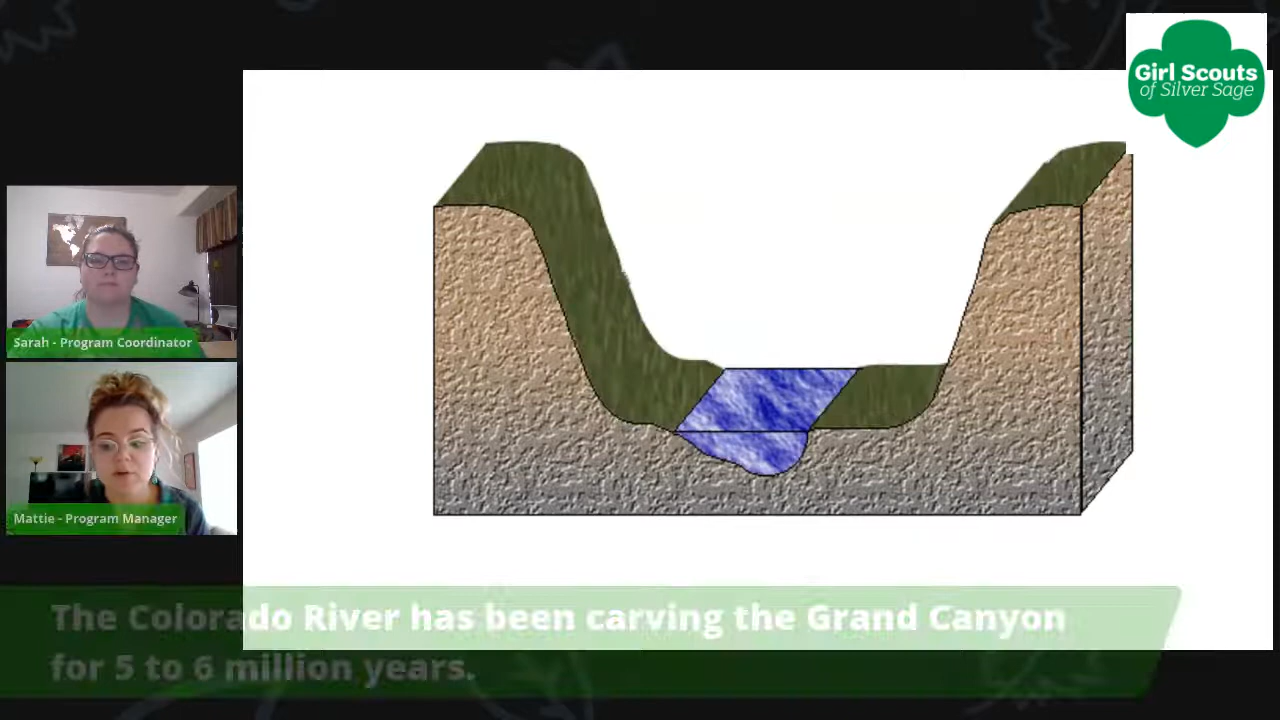 Girl Scouts
of Silver Sage
Sarah - Program Coordinator
Mattie - Program Manager
The Colorado River has been carving the Grand Canyon
for 5 to 6 million years.